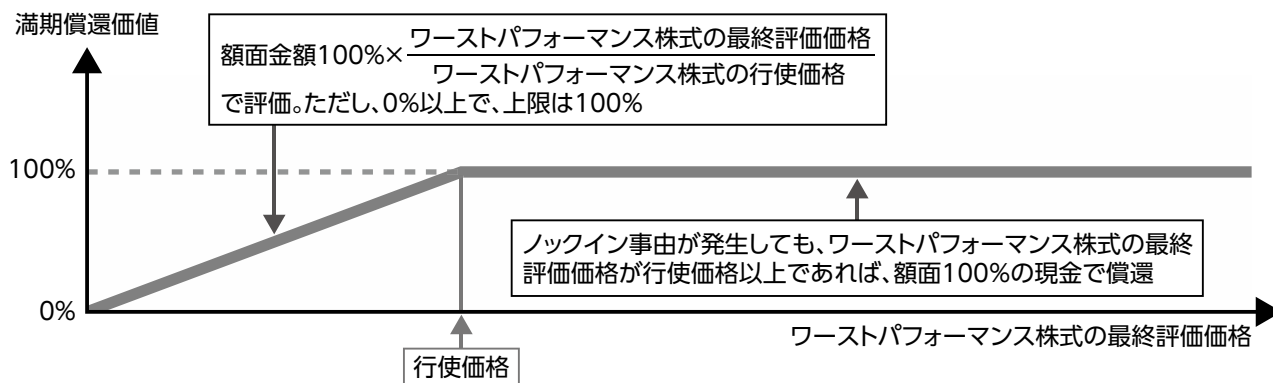 満期償還価値
額面金額100%×ワーストパフォーマンス株式の最終評価価格
ワーストパフォーマンス株式の行使価格
で評価。ただし、0%以上で、上限は100%
100%
ノックイン事由が発生しても、ワーストパフォーマンス株式の最終
評価価格が行使価格以上であれば、額面100%の現金で償還
0%
ワーストパフォーマンス株式の最終評価価格
行使価格